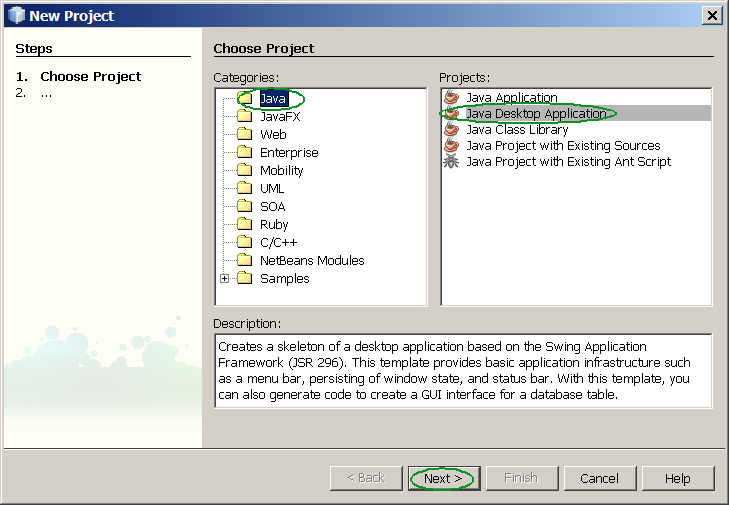 New Project
Steps
1. Choose Project
2. ...
Choose Project
Categories:
Java
JavaFX
Web
Enterprise
Mobility
UML
SOA
Ruby
C/C++
NetBeans Modules
Samples
Projects:
Java Application
Java Desktop Application
Java Class Library
Java Project with Existing Sources
Java Project with Existing Ant Script
Description:
Creates a skeleton of a desktop application based on the Swing Application
Framework (JSR 296). This template provides basic application infrastructure such
as a menu bar, persisting of window state, and status bar. With this template, you
can also generate code to create a GUI interface for a database table.
< Back
Next >
Finish
Cancel
Help